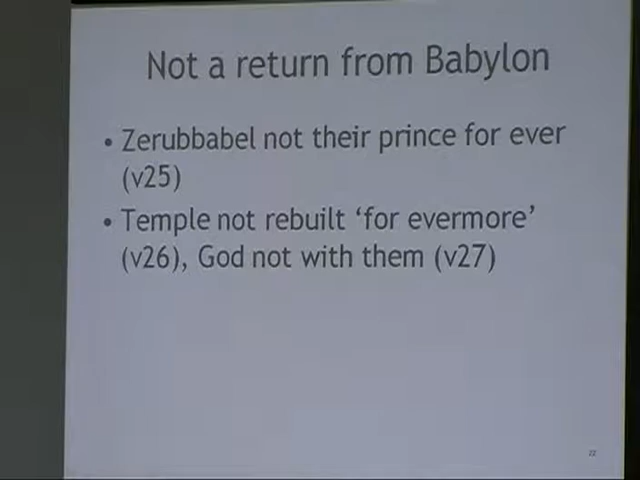 Not a return from Babylon
• Zerubbabel not their prince for ever
(v25)
• Temple not rebuilt ‘for evermore’
(v26), God not with them (v27)
22